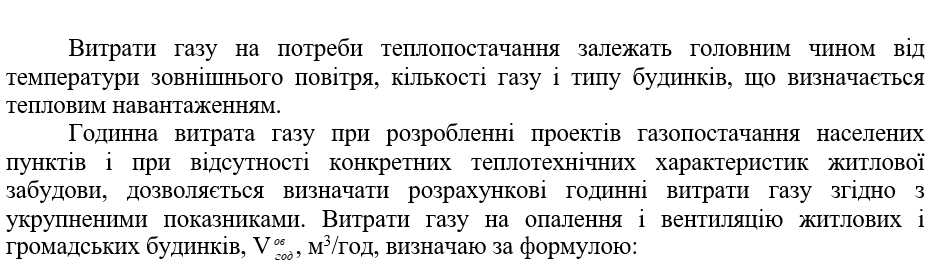 Витрати газу на потреби теплопостачання залежать головним чином від
температури зовнішнього повітря, кількості газу і типу будинків, що визначається
тепловим навантаженням.
Годинна витрата газу при розробленні проектів газопостачання населених
пунктів і при відсутності конкретних теплотехнічних характеристик житлової
забудови, дозволяється визначати розрахункові годинні витрати газу згідно з
укрупненими показниками. Витрати газу на опалення і вентиляцію житлових і
громадських будинків, V ов год, м³/год, визначаю за формулою: